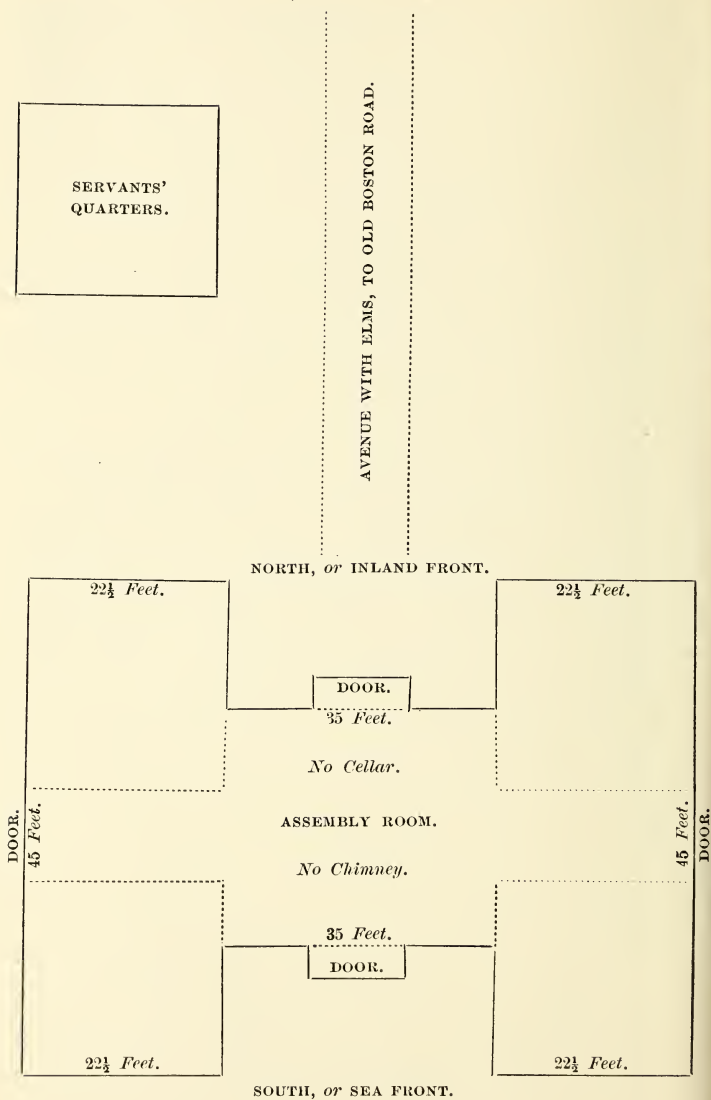 AVENUE WITH ELMS, TO OLD BOSTON ROAD.
SERVANTS'
QUARTERS.
NORTH, or INLAND FRONT.
22½ Feet.
22½ Feet.
DOOR.
35 Feet.
No Cellar.
DOOR.
45 Feet.
ASSEMBLY ROOM.
45 Feet.
DOOR.
No Chimney.
35 Feet.
DOOR.
22½ Feet.
22½ Feet.
SOUTH, or SEA FRONT.